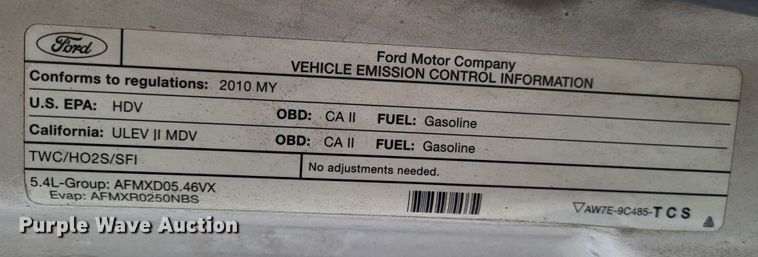 Ford
Ford Motor Company
VEHICLE EMISSION CONTROL INFORMATION
Conforms to regulations: 2010 MY
U.S. EPA: HDV OBD: CA II FUEL: Gasoline
California: ULEV II MDV OBD: CA II FUEL: Gasoline
TWC/HO2S/SFI No adjustments needed.
5.4L-Group: AFMXD05.46VX
Evap: AFMXR0250NBS
▽AW7E-9C485-TCS
Purple Wave Auction